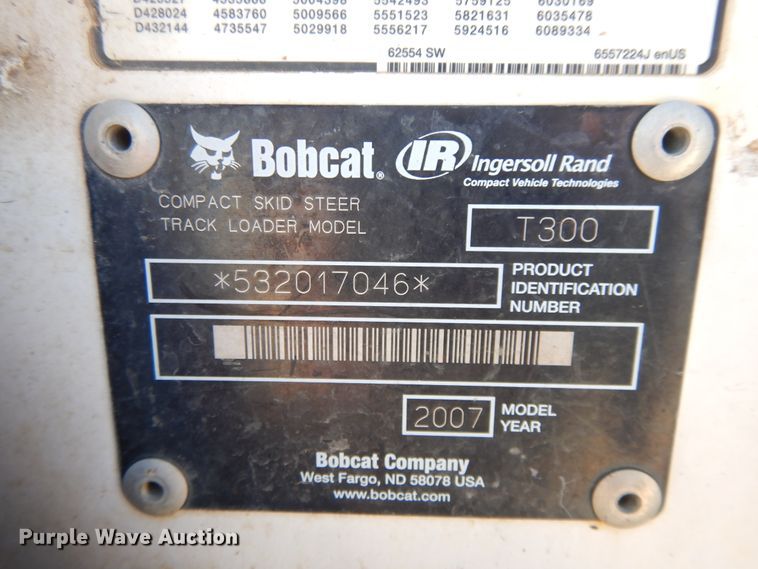 D428024 4583760 5009566 5551523 5821631 6035478
D432144 4735547 5029918 5556217 5924516 6089334
62554 SW 6557224J enUS
Bobcat® IR Ingersoll Rand
Compact Vehicle Technologies
COMPACT SKID STEER
TRACK LOADER MODEL
T300
*532017046*
PRODUCT
IDENTIFICATION
NUMBER
2007
MODEL
YEAR
Bobcat Company
West Fargo, ND 58078 USA
www.bobcat.com
Purple Wave Auction